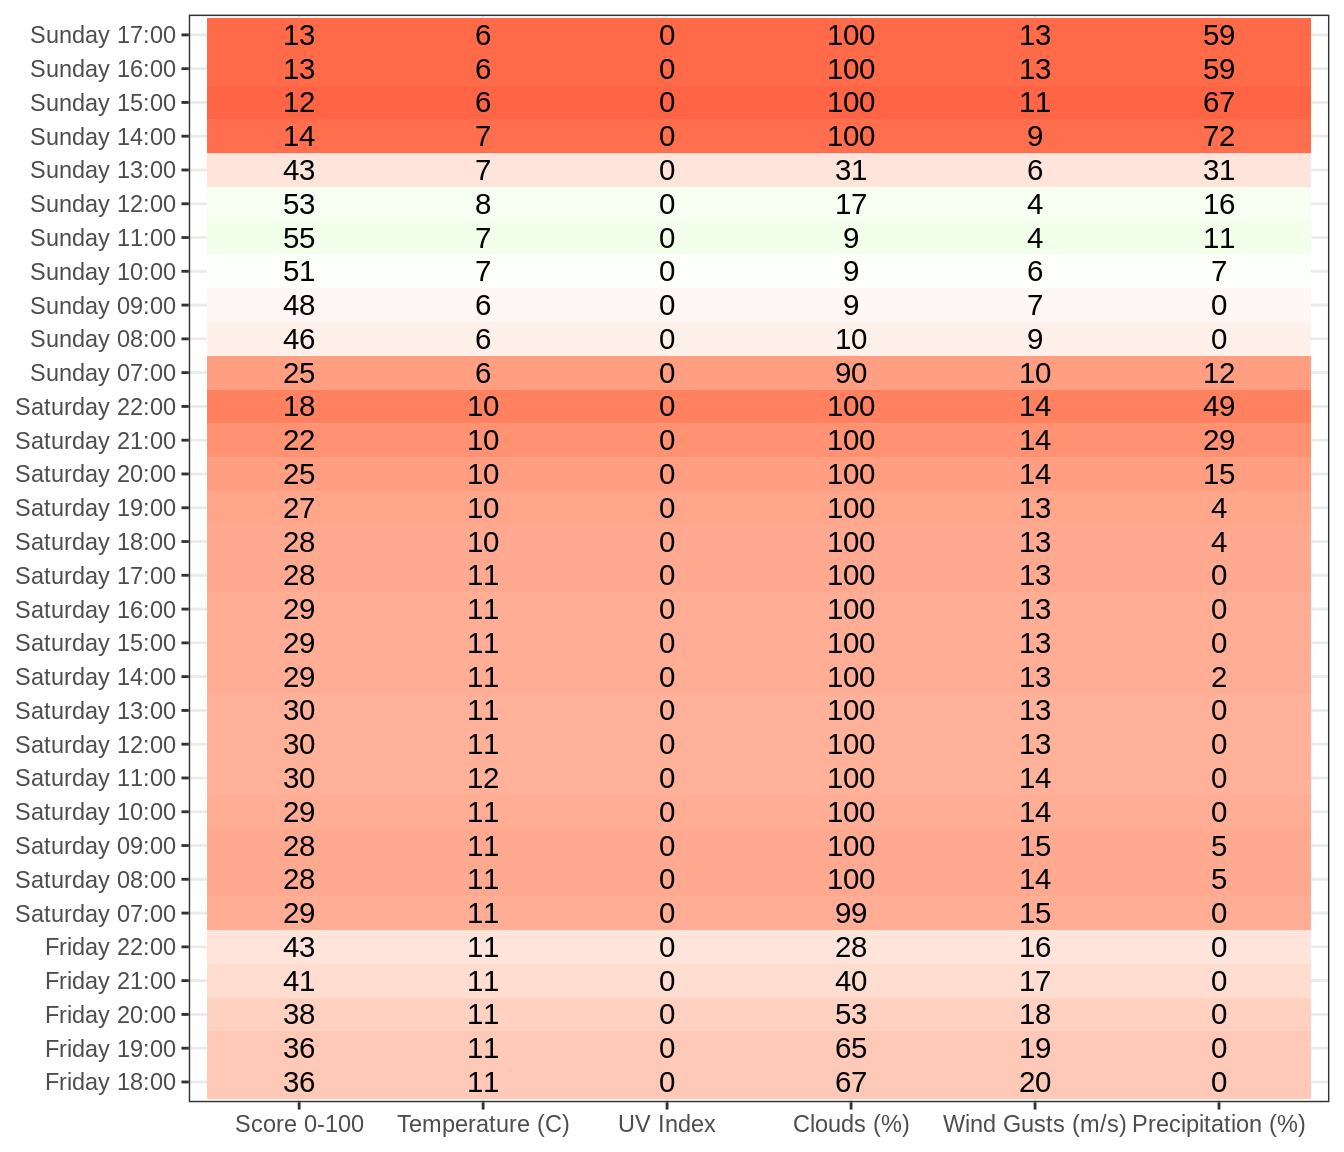 Sunday 17:00 13 6 0 100 13 59
Sunday 16:00 13 6 0 100 13 59
Sunday 15:00 12 6 0 100 11 67
Sunday 14:00 14 7 0 100 9 72
Sunday 13:00 43 7 0 31 6 31
Sunday 12:00 53 8 0 17 4 16
Sunday 11:00 55 7 0 9 4 11
Sunday 10:00 51 7 0 9 6 7
Sunday 09:00 48 6 0 9 7 0
Sunday 08:00 46 6 0 10 9 0
Sunday 07:00 25 6 0 90 10 12
Saturday 22:00 18 10 0 100 14 49
Saturday 21:00 22 10 0 100 14 29
Saturday 20:00 25 10 0 100 14 15
Saturday 19:00 27 10 0 100 13 4
Saturday 18:00 28 10 0 100 13 4
Saturday 17:00 28 11 0 100 13 0
Saturday 16:00 29 11 0 100 13 0
Saturday 15:00 29 11 0 100 13 0
Saturday 14:00 29 11 0 100 13 2
Saturday 13:00 30 11 0 100 13 0
Saturday 12:00 30 11 0 100 13 0
Saturday 11:00 30 12 0 100 14 0
Saturday 10:00 29 11 0 100 14 0
Saturday 09:00 28 11 0 100 15 5
Saturday 08:00 28 11 0 100 14 5
Saturday 07:00 29 11 0 99 15 0
Friday 22:00 43 11 0 28 16 0
Friday 21:00 41 11 0 40 17 0
Friday 20:00 38 11 0 53 18 0
Friday 19:00 36 11 0 65 19 0
Friday 18:00 36 11 0 67 20 0
Score 0-100 Temperature (C) UV Index Clouds (%) Wind Gusts (m/s) Precipitation (%)